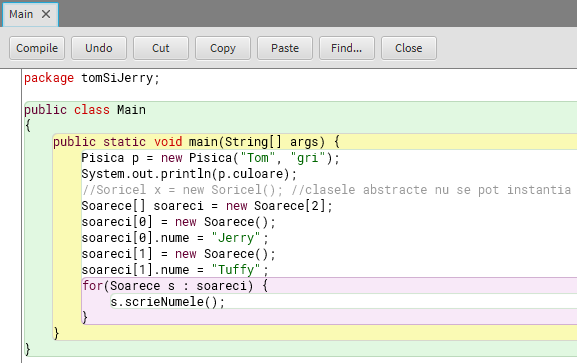 Main ×
Compile Undo Cut Copy Paste Find... Close
package tomSiJerry;
public class Main
{
public static void main(String[] args) {
Pisica p = new Pisica("Tom", "gri");
System.out.println(p.culoare);
//Soricel x = new Soricel(); //clasele abstracte nu se pot instantia
Soarece[] soareci = new Soarece[2];
soareci[0] = new Soarece();
soareci[0].nume = "Jerry";
soareci[1] = new Soarece();
soareci[1].nume = "Tuffy";
for(Soarece s : soareci) {
s.scrieNumele();
}
}
}